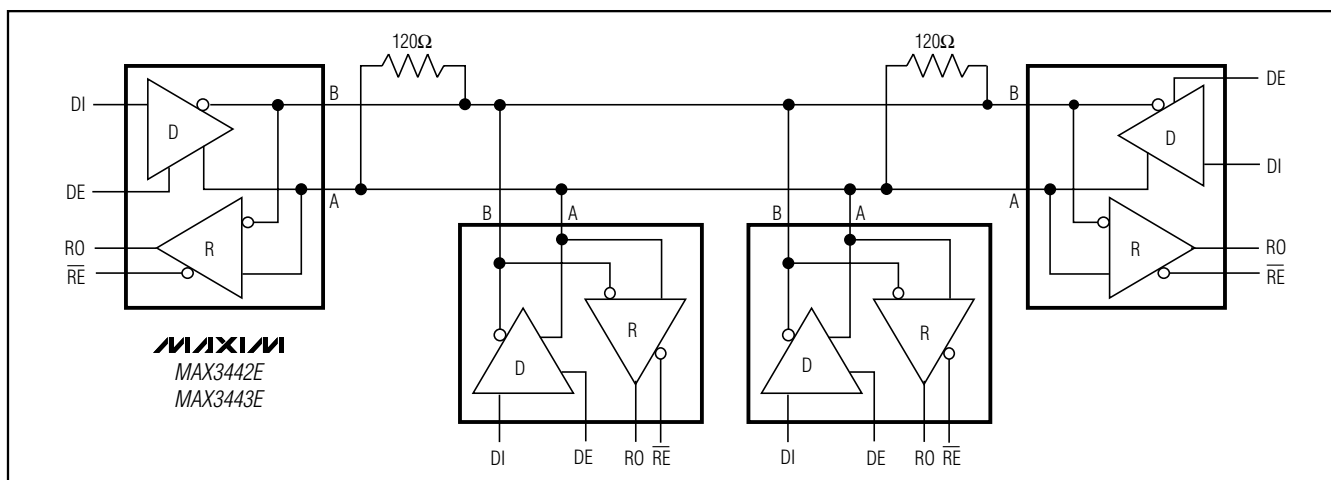 120Ω
120Ω
DI
D
B
B
DE
D
DI
DE
A
B
A
B
A
A
RO
R
R
RO
RE
RE
R
R
MAXIM
MAX3442E
MAX3443E
D
D
DI
DE
RO
RE
DI
DE
RO
RE